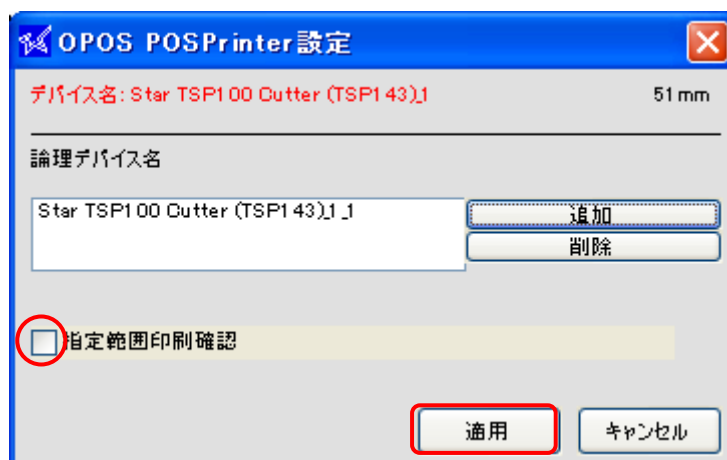 OPOS POSPrinter設定
デバイス名: Star TSP100 Cutter (TSP143)_1 51 mm
論理デバイス名
Star TSP100 Cutter (TSP143)_1_1
追加
削除
指定範囲印刷確認
適用 キャンセル